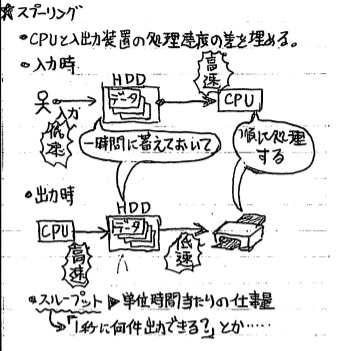 ☆スプーリング
・CPUと入出力装置の処理速度の差を埋める。
・入力時
HDD
高速
データ
CPU
入力
低速
一時間に蓄えておいて
順に処理する
・出力時
HDD
CPU
データ
高速
低速
・スループット ▶ 単位時間当たりの仕事量
→「1秒に何件出力できる?」とか……